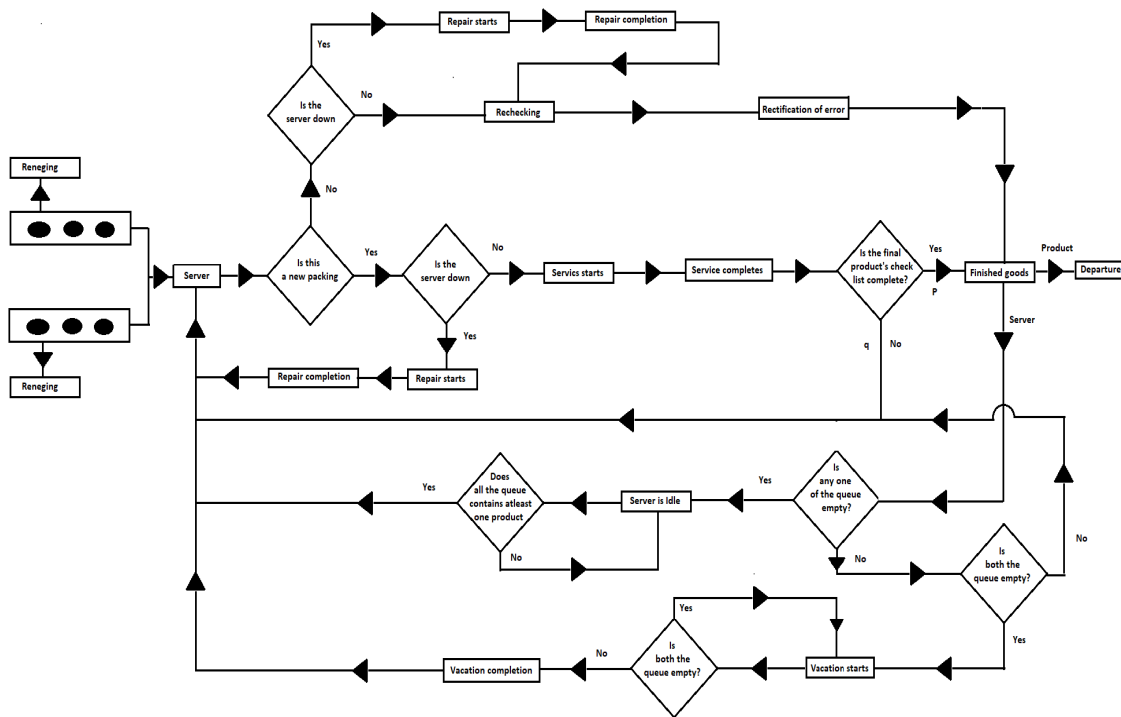 Repair starts
Repair completion
Yes
Is the
server down
No
Rechecking
Rectification of error
Reneging
No
Server
Is this
a new packing
Yes
Is the
server down
No
Servics starts
Service completes
Is the final
product's check
list complete?
Yes
P
Finished goods
Product
Departure
Server
Yes
q
No
Repair completion
Repair starts
Reneging
Does
all the queue
contains atleast
one product
Yes
No
Server is Idle
Yes
Is
any one
of the queue
empty?
No
Is
both the
queue empty?
No
Yes
Yes
Is
both the
queue empty?
No
Vacation completion
Vacation starts